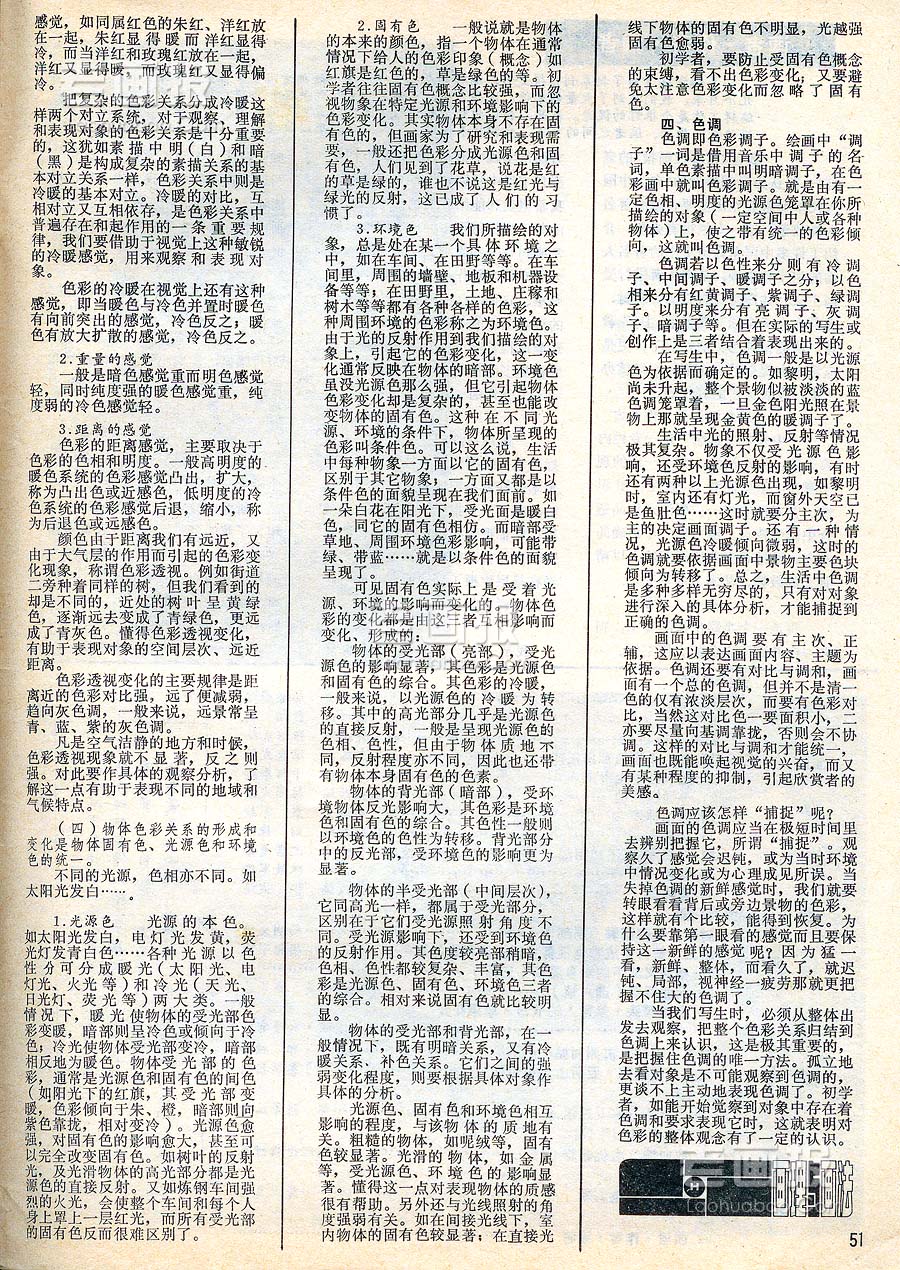 感觉，如同属红色的朱红、洋红放
在一起，朱红显得暖而洋红显得
冷，而当洋红和玫瑰红放在一起，
洋红又显得暖，而玫瑰红又显得偏
冷。
把复杂的色彩关系分成冷暖这
样两个对立系统，对于观察、理解
和表现对象的色彩关系是十分重要
的，这犹如素描中明（白）和暗
（黑）是构成复杂的素描关系的基
本对立关系一样，色彩关系中则是
冷暖的基本对立。冷暖的对比，互
相对立又互相依存，是色彩关系中
普遍存在和起作用的一条重要规
律，我们要借助于视觉上这种敏锐
的冷暖感觉，用来观察和表现对
象。
色彩的冷暖在视觉上还有这种
感觉，即当暖色与冷色并置时暖色
有向前突出的感觉，冷色反之；暖
色有放大扩散的感觉，冷色反之。
2.重量的感觉
一般是暗色感觉重而明色感觉
轻，同时纯度强的暖色感觉重，纯
度弱的冷色感觉轻。
3.距离的感觉
色彩的距离感觉，主要取决于
色彩的色相和明度。一般高明度的
暖色系统的色彩感觉凸出，扩大，
称为凸出色或近感色，低明度的冷
色系统的色彩感觉后退，缩小，称
为后退色或远感色。
颜色由于距离我们有远近，又
由于大气层的作用而引起的色彩变
化现象，称谓色彩透视。例如街道
二旁种着同样的树，但我们看到的
却是不同的，近处的树叶呈黄绿
色，逐渐远去变成了青绿色，更远
成了青灰色。懂得色彩透视变化，
有助于表现对象的空间层次、远近
距离。
色彩透视变化的主要规律是距
离近的色彩对比强，远了便减弱，
趋向灰色调，一般来说，远景常呈
青、蓝、紫的灰色调。
凡是空气洁静的地方和时候，
色彩透视现象就不显著，反之则
强。对此要作具体的观察分析，了
解这一点有助于表现不同的地域和
气候特点。
（四）物体色彩关系的形成和
变化是物体固有色、光源色和环境
色的统一。
不同的光源，色相亦不同。如
太阳光发白……。
1.光源色 光源的本色。
如太阳光发白，电灯光发黄，荧
光灯发青白色……各种光源以色
性分可分成暖光（太阳光、电
灯光、火光等）和冷光（天光、
日光灯、荧光等）两大类。一般
情况下，暖光使物体的受光部色
彩变暖，暗部则呈冷色或倾向于冷
色；冷光使物体受光部变冷，暗部
相反地为暖色。物体受光部的色
彩，通常是光源色和固有色的间色
（如阳光下的红旗，其受光部变
暖，色彩倾向于朱、橙，暗部则向
紫色靠拢，相对变冷）。光源色愈
强，对固有色的影响愈大，甚至可
以完全改变固有色。如树叶的反射
光，及光滑物体的高光部分都是光
源色的直接反射。又如炼钢车间强
烈的火光，会使整个车间和每个人
身上罩上一层红光，而所有受光部
的固有色反而很难区别了。
2.固有色 一般说就是物体
的本来的颜色，指一个物体在通常
情况下给人的色彩印象（概念）如
红旗是红色的，草是绿色的等。初
学者往往固有色概念比较强，而忽
视物象在特定光源和环境影响下的
色彩变化。其实物体本身不存在固
有色的，但画家为了研究和表现需
要，一般还把色彩分成光源色和固
有色，人们见到了花草，说花是红
的草是绿的，谁也不说这是红光与
绿光的反射，这已成了人们的习
惯了。
3.环境色 我们所描绘的对
象，总是处在某一个具体环境之
中，如在车间、在田野等等。在车
间里，周围的墙壁、地板和机器设
备等等；在田野里，土地、庄稼和
树木等等都有各种各样的色彩，这
种周围环境的色彩称之为环境色。
由于光的反射作用到我们描绘的对
象上，引起它的色彩变化，这一变
化通常反映在物体的暗部。环境色
虽没光源色那么强，但它引起物体
色彩变化却是复杂的，甚至也能改
变物体的固有色。这种在不同光
源、环境的条件下，物体所呈现的
色彩叫条件色。可以这么说，生活
中每种物象一方面以它的固有色，
区别于其它物象；一方面又都是以
条件色的面貌呈现在我们面前。如
一朵白花在阳光下，受光面是暖白
色，同它的固有色相仿。而暗部受
草地、周围环境色彩影响，可能带
绿、带蓝……就是以条件色的面貌
呈现了。
可见固有色实际上是受着光
源、环境的影响而变化的。物体色
彩的变化都是由这三者互相影响而
变化、形成的：
物体的受光部（亮部），受光
源色的影响显著，其色彩是光源色
和固有色的综合。其色彩的冷暖，
一般来说，以光源色的冷暖为转
移。其中的高光部分几乎是光源色
的直接反射，一般是呈现光源色的
色相、色性，但由于物体质地不
同，反射程度亦不同，因此也还带
有物体本身固有色的色素。
物体的背光部（暗部），受环
境物体反光影响大，其色彩是环境
色和固有色的综合。其色性一般则
以环境色的色性为转移。背光部分
中的反光部，受环境色的影响更为
显著。
物体的半受光部（中间层次），
它同高光一样，都属于受光部分，
区别在于它们受光源照射角度不
同。受光源影响下，还受到环境色
的反射作用。其色度较亮部稍暗，
色相、色性都较复杂、丰富，其色
彩是光源色、固有色、环境色三者
的综合。相对来说固有色就比较明
显。
物体的受光部和背光部，在一
般情况下，既有明暗关系，又有冷
暖关系、补色关系。它们之间的强
弱变化程度，则要根据具体对象作
具体的分析。
光源色、固有色和环境色相互
影响的程度，与该物体的质地有
关。粗糙的物体，如呢绒等，固有
色较显著。光滑的物体，如金属
等，受光源色、环境色的影响显
著。懂得这一点对表现物体的质感
很有帮助。另外还与光线照射的角
度强弱有关。如在间接光线下，室
内物体的固有色较显著；在直接光
线下物体的固有色不明显，光越强
固有色愈弱。
初学者，要防止受固有色概念
的束缚，看不出色彩变化；又要避
免太注意色彩变化而忽略了固有
色。
四、色调
色调即色彩调子。绘画中“调
子”一词是借用音乐中调子的名
词，单色素描中叫明暗调子，在色
彩画中就叫色彩调子。就是由有一
定色相、明度的光源色笼罩在你所
描绘的对象（一定空间中人或各种
物体）上，使之带有统一的色彩倾
向，这就叫色调。
色调若以色性来分则有冷调
子、中间调子、暖调子之分；以色
相来分有红黄调子、紫调子、绿调
子。以明度来分有亮调子、灰调
子、暗调子等。但在实际的写生或
创作上是三者结合着表现出来的。
在写生中，色调一般是以光源
色为依据而确定的。如黎明，太阳
尚未升起，整个景物似被淡淡的蓝
色调笼罩着，一旦金色阳光照在景
物上那就呈现金黄色的暖调子了。
生活中光的照射、反射等情况
极其复杂。物象不仅受光源色影
响，还受环境色反射的影响，有时
还有两种以上光源色出现，如黎明
时，室内还有灯光，而窗外天空已
是鱼肚色……这时就要分主次，为
主的决定画面调子。还有一种情
况，光源色冷暖倾向微弱，这时的
色调就要依据画面中景物主要色块
倾向为转移了。总之，生活中色调
是多种多样无穷尽的，只有对对象
进行深入的具体分析，才能捕捉到
正确的色调。
画面中的色调要有主次、正
辅，这应以表达画面内容、主题为
依据。色调还要有对比与调和，画
面有一个总的色调，但并不是清一
色的仅有浓淡层次，而要有色彩对
比，当然这对比色一要面积小，二
亦要尽量向基调靠拢，否则会不协
调。这样的对比与调和才能统一，
画面也既能唤起视觉的兴奋，而又
有某种程度的抑制，引起欣赏者的
美感。
色调应该怎样“捕捉”呢？
画面的色调应当在极短时间里
去辨别把握它，所谓“捕捉”。观
察久了感觉会迟钝，或为当时环境
中情况变化或为心理成见所误。当
失掉色调的新鲜感觉时，我们就要
转眼看看背后或旁边景物的色彩，
这样就有个比较，能得到恢复。为
什么要靠第一眼看的感觉而且要保
持这一新鲜的感觉呢？因为猛一
看，新鲜、整体，而看久了，就迟
钝、局部，视神经一疲劳那就更把
握不住大的色调了。
当我们写生时，必须从整体出
发去观察，把整个色彩关系归结到
色调上来认识，这是极其重要的，
是把握住色调的唯一方法。孤立地
去看对象是不可能观察到色调的，
更谈不上主动地表现色调了。初学
者，如能开始觉察到对象中存在着
色调和要求表现它时，这就表明对
色彩的整体观念有了一定的认识。
老画报
Laohuabao
51